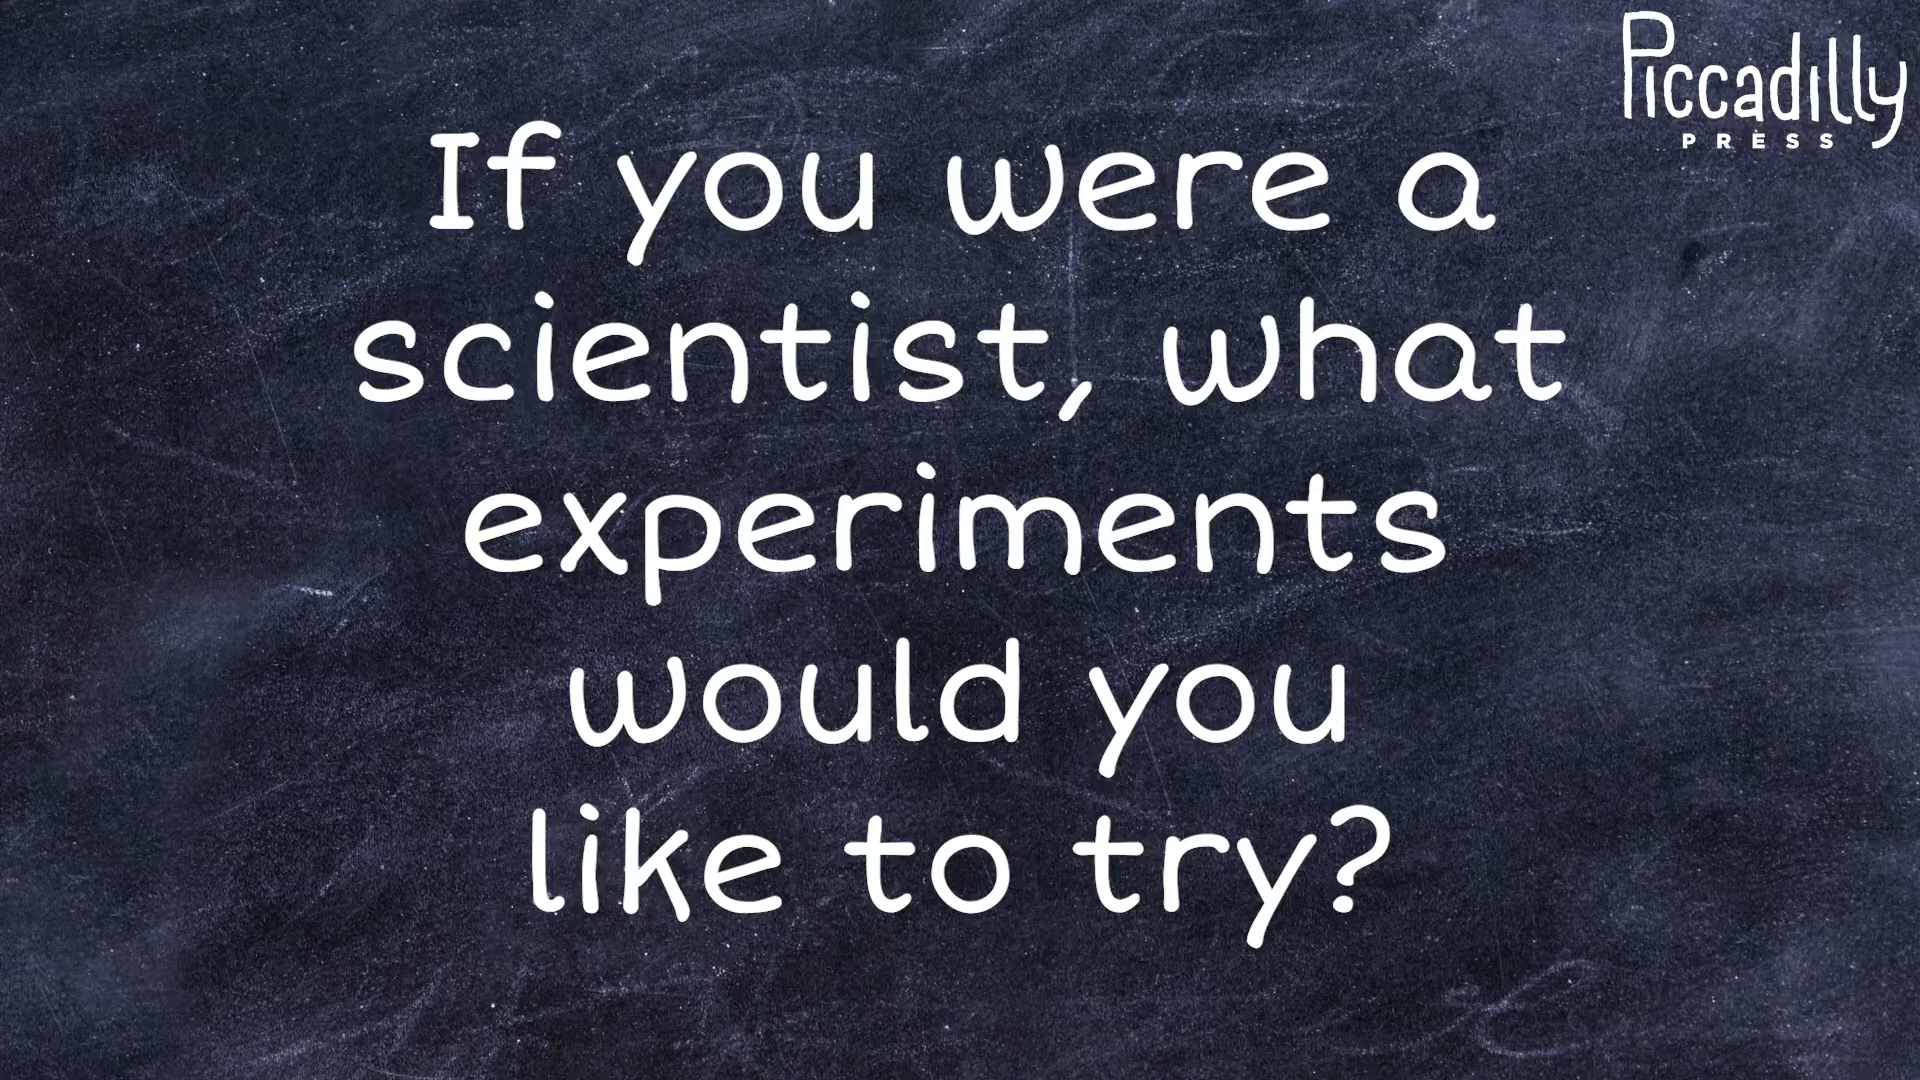 Piccadilly
PRESS
If you were a
scientist, what
experiments
would you
like to try?